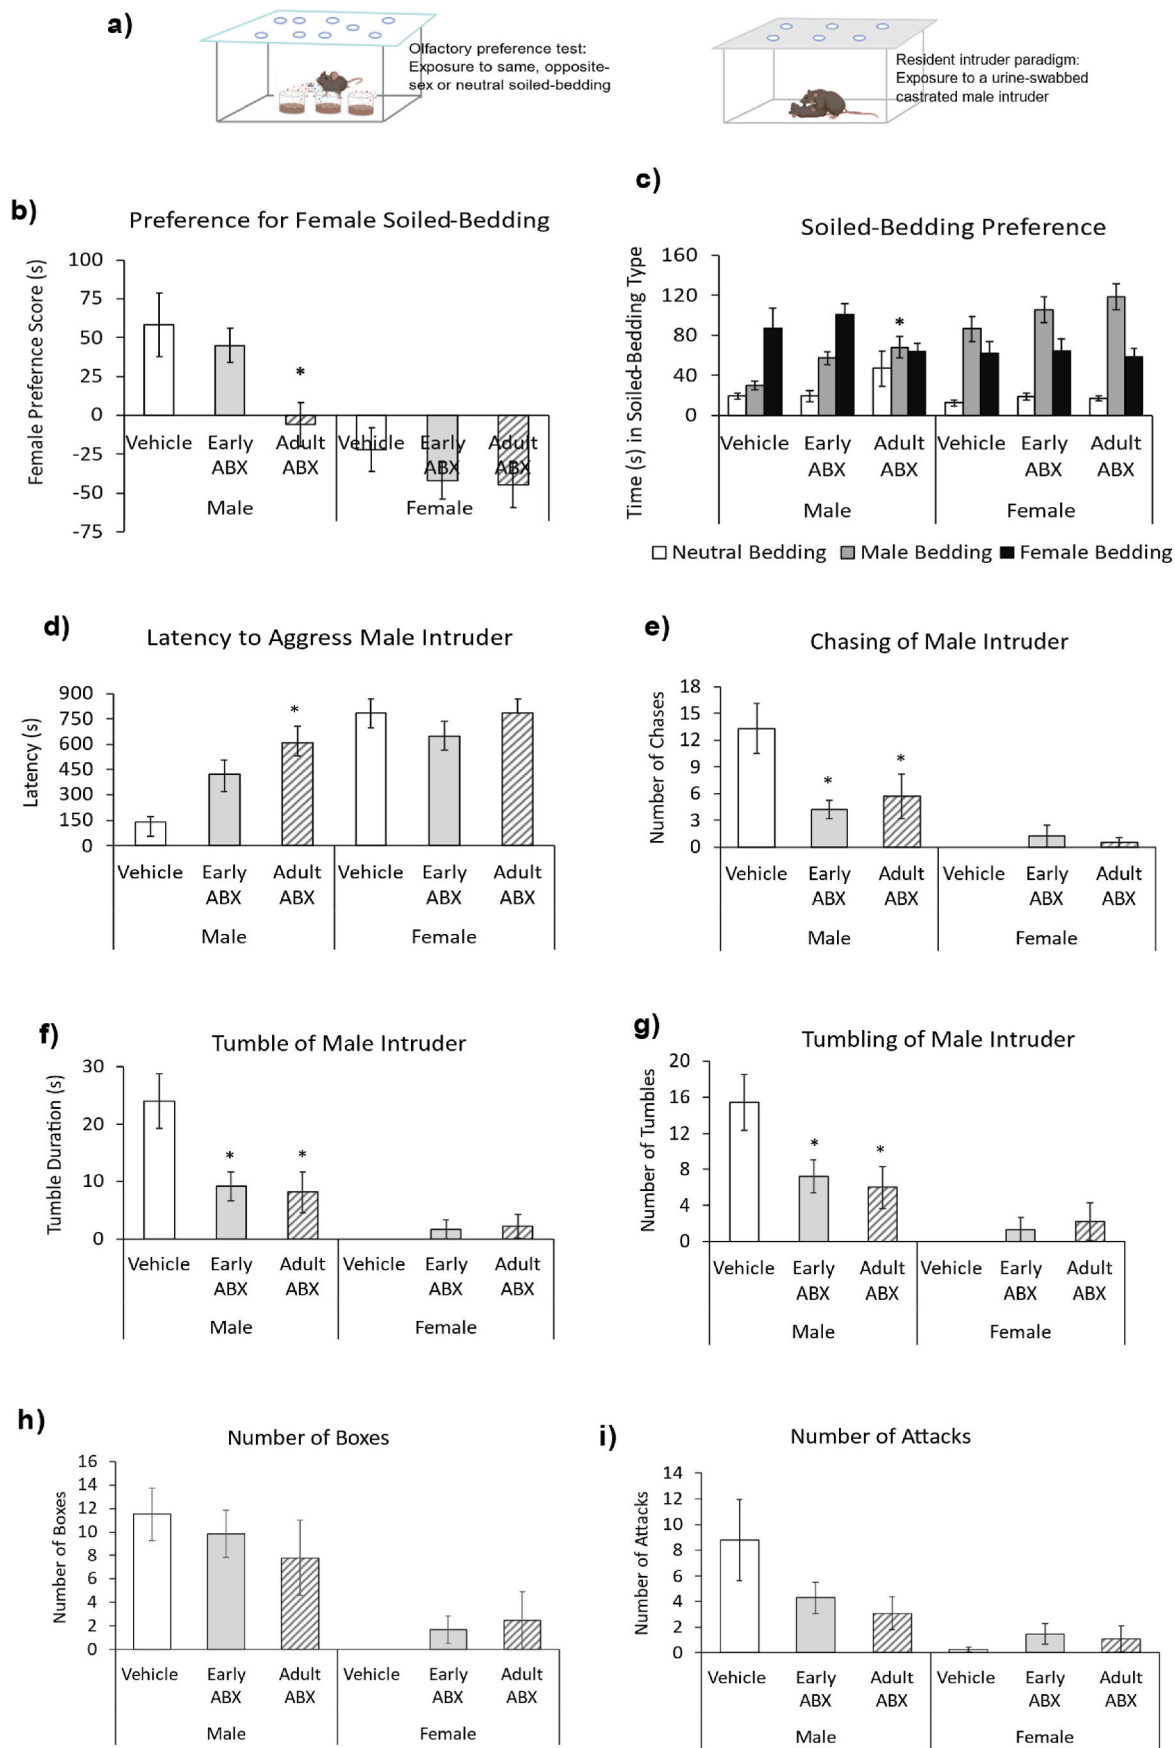 a)
Olfactory preference test:
Exposure to same, opposite-
sex or neutral soiled-bedding
Resident intruder paradigm:
Exposure to a urine-swabbed
castrated male intruder
b)
Preference for Female Soiled-Bedding
Female Prefernce Score (s)
100
75
50
25
0
-25
-50
-75
*
Vehicle Early ABX Adult ABX Vehicle Early ABX Adult ABX
Male Female
c)
Soiled-Bedding Preference
Time (s) in Soiled-Bedding Type
160
120
80
40
0
*
Vehicle Early ABX Adult ABX Vehicle Early ABX Adult ABX
Male Female
Neutral Bedding Male Bedding Female Bedding
d)
Latency to Aggress Male Intruder
Latency (s)
900
750
600
450
300
150
0
*
Vehicle Early ABX Adult ABX Vehicle Early ABX Adult ABX
Male Female
e)
Chasing of Male Intruder
Number of Chases
18
15
12
9
6
3
0
* *
Vehicle Early ABX Adult ABX Vehicle Early ABX Adult ABX
Male Female
f)
Tumble of Male Intruder
Tumble Duration (s)
30
20
10
0
* *
Vehicle Early ABX Adult ABX Vehicle Early ABX Adult ABX
Male Female
g)
Tumbling of Male Intruder
Number of Tumbles
20
16
12
8
4
0
* *
Vehicle Early ABX Adult ABX Vehicle Early ABX Adult ABX
Male Female
h)
Number of Boxes
Number of Boxes
16
14
12
10
8
6
4
2
0
Vehicle Early ABX Adult ABX Vehicle Early ABX Adult ABX
Male Female
i)
Number of Attacks
Number of Attacks
14
12
10
8
6
4
2
0
Vehicle Early ABX Adult ABX Vehicle Early ABX Adult ABX
Male Female